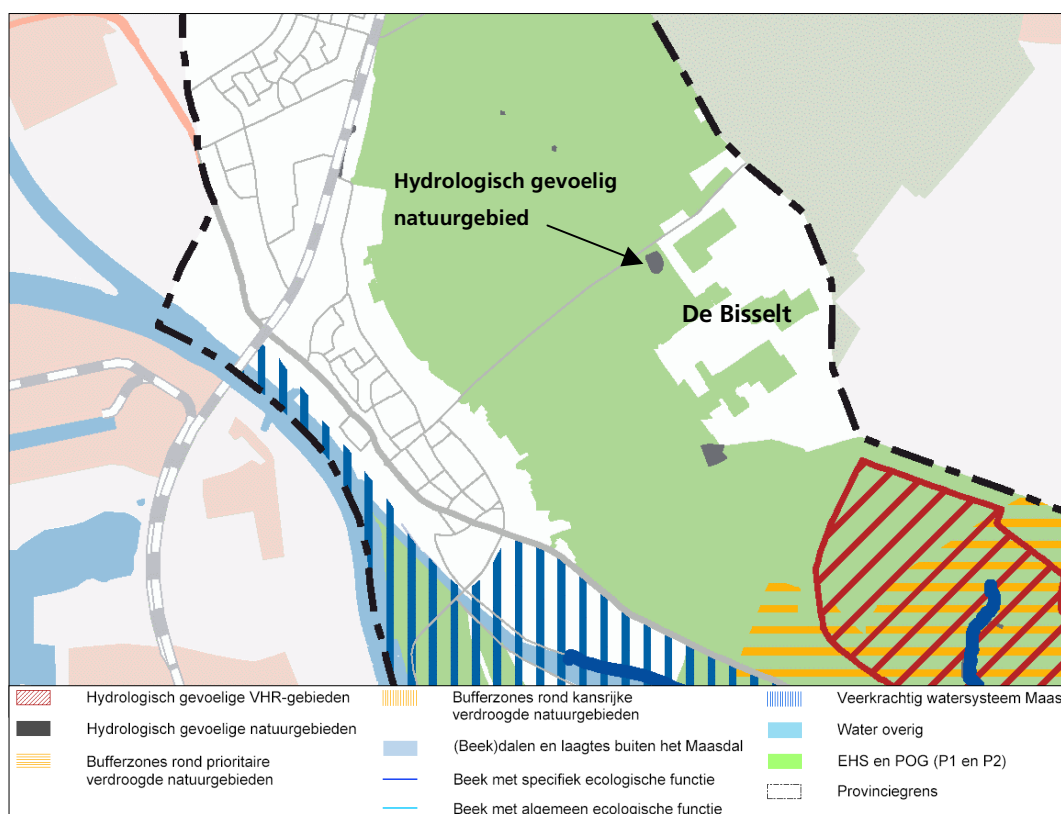 Hydrologisch gevoelig
natuurgebied
De Bisselt
Hydrologisch gevoelige VHR-gebieden
Hydrologisch gevoelige natuurgebieden
Bufferzones rond prioritaire
verdroogde natuurgebieden
Bufferzones rond kansrijke
verdroogde natuurgebieden
(Beek)dalen en laagtes buiten het Maasdal
Beek met specifiek ecologische functie
Beek met algemeen ecologische functie
Veerkrachtig watersysteem Maas
Water overig
EHS en POG (P1 en P2)
Provinciegrens